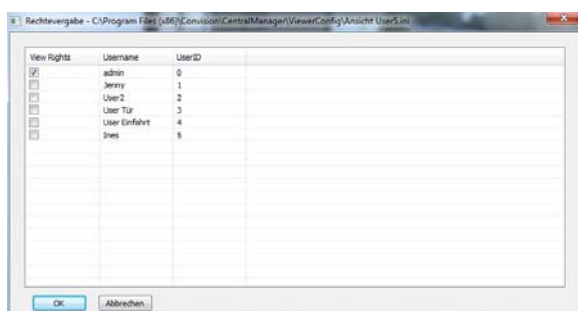 Rechtevergabe - C:\Program Files (x86)\Convision\CentralManager\ViewerConfig\Ansicht User5.ini
View Rights Username UserID
admin 0
Jenny 1
User2 2
User Tür 3
User Einfahrt 4
Ines 5
OK Abbrechen